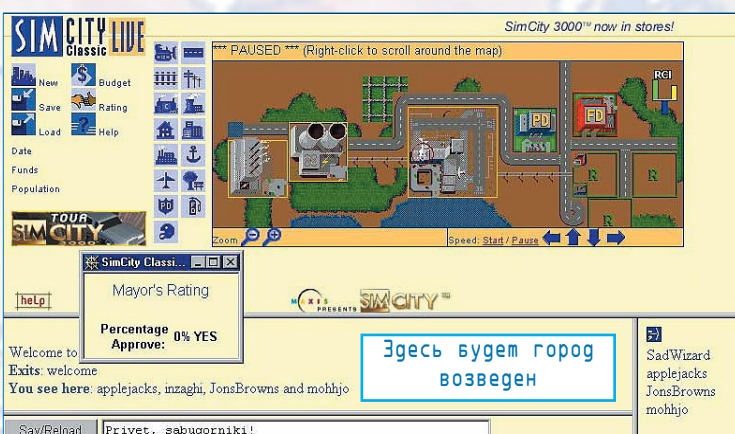 SimCity 3000™ now in stores!
SIM CITY Classic LIVE
*** PAUSED *** (Right-click to scroll around the map)
New
Budget
Save
Rating
Load
Help
Date
Funds
Population
RCI
PD
FD
R
R
R
PD
TOUR
SIMCITY
3000
Zoom
Speed: Start / Pause
SimCity Classi...
Mayor's Rating
Percentage Approve: 0% YES
help
MAXIS
PRESENTS
SIMCITY™
Welcome to
Exits: welcome
You see here: applejacks, inzaghi, JonsBrowns and mohhjo
Здесь будет город
возведен
SadWizard
applejacks
JonsBrowns
mohhjo
Say/Reload
Privet, sabugorniki!